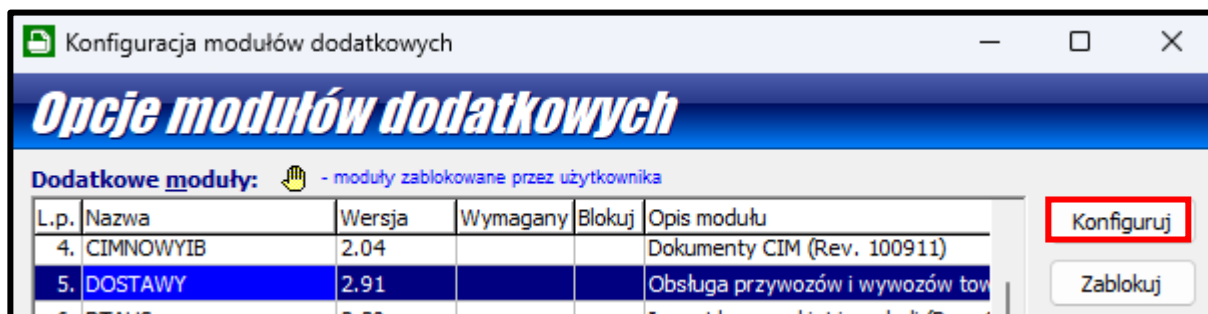 Konfiguracja modułów dodatkowych
Opcje modułów dodatkowych
Dodatkowe moduły: - moduły zablokowane przez użytkownika
L.p. Nazwa Wersja Wymagany Blokuj Opis modułu
Konfiguruj
4. CIMNOWYIB 2.04 Dokumenty CIM (Rev. 100911)
5. DOSTAWY 2.91 Obsługa przywozów i wywozów tow
Zablokuj